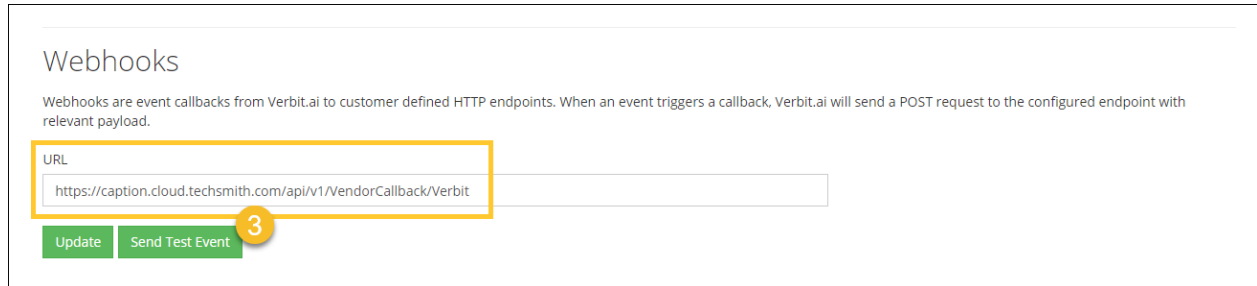 Webhooks
Webhooks are event callbacks from Verbit.ai to customer defined HTTP endpoints. When an event triggers a callback, Verbit.ai will send a POST request to the configured endpoint with
relevant payload.
URL
https://caption.cloud.techsmith.com/api/v1/VendorCallback/Verbit
3
Update Send Test Event